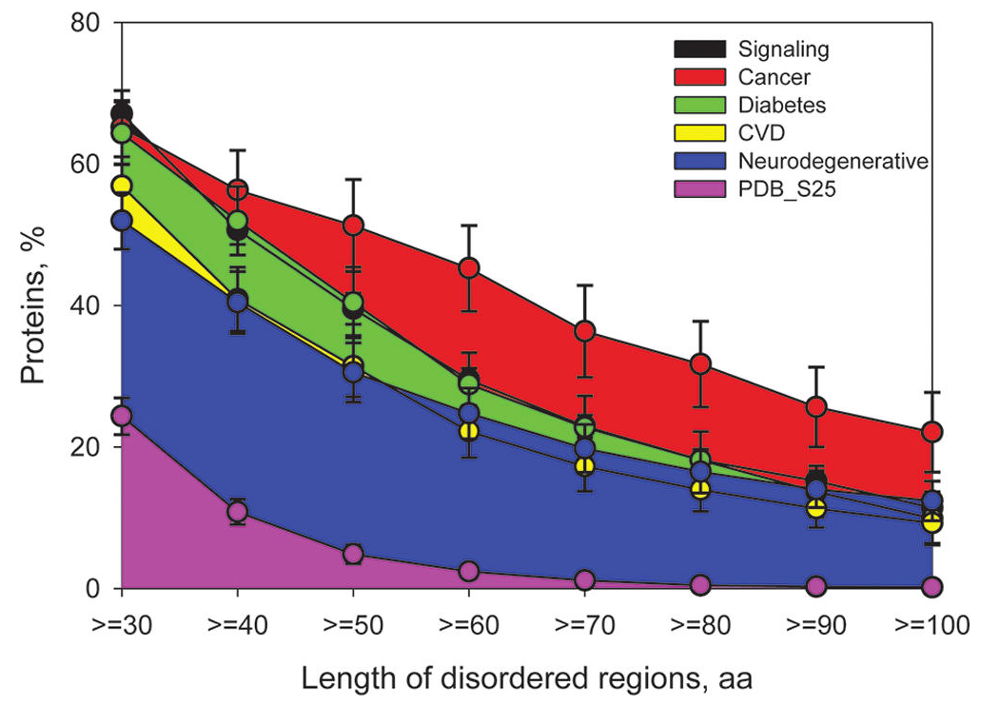 80
60
40
20
0
Proteins, %
Signaling
Cancer
Diabetes
CVD
Neurodegenerative
PDB_S25
>=30 >=40 >=50 >=60 >=70 >=80 >=90 >=100
Length of disordered regions, aa